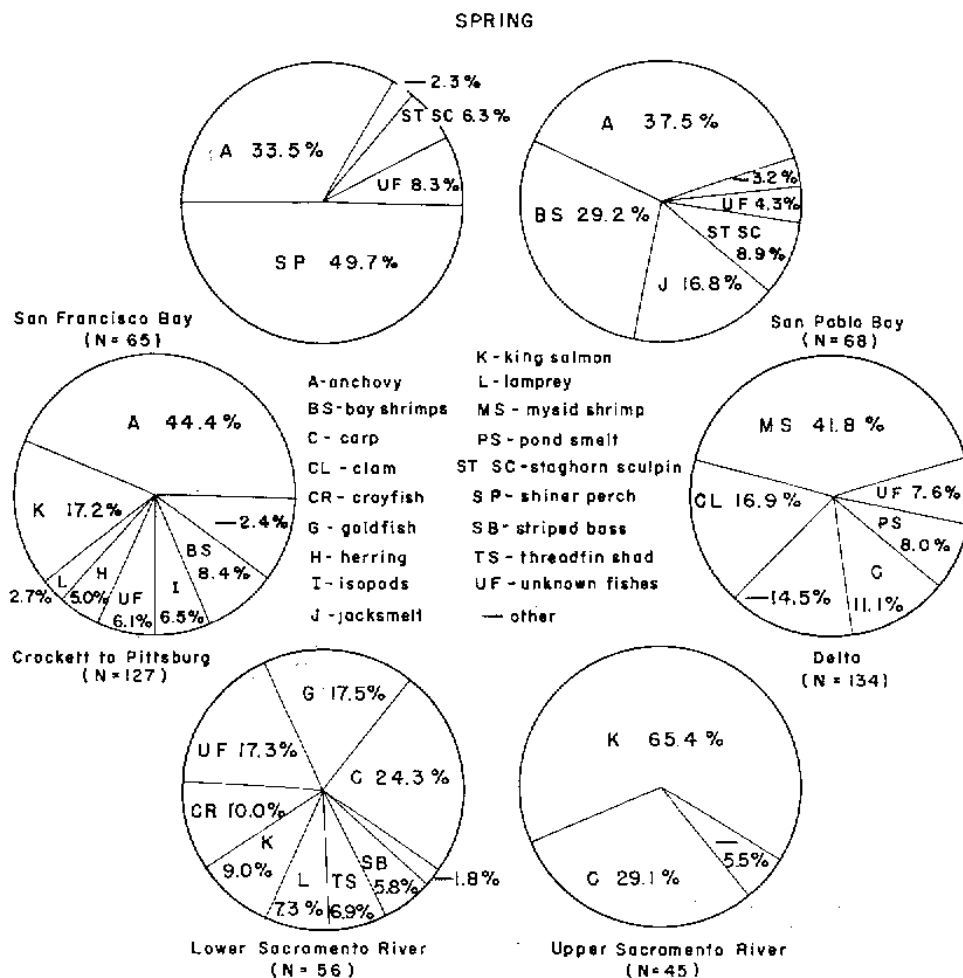 SPRING
— 2.3%
ST SC 6.3%
A 33.5%
UF 8.3%
SP 49.7%
San Francisco Bay
(N= 65)
A
37.5%
—3.2%
UF 4.3%
BS 29.2%
ST SC
8.9%
J 16.8%
San Pablo Bay
(N= 68)
A 44.4%
K 17.2%
—2.4%
BS
8.4%
L
2.7%
H
5.0%
UF
6.1%
I
6.5%
Crockett to Pittsburg
(N=127)
A-anchovy
BS-bay shrimps
C - carp
CL - clam
CR - crayfish
G - goldfish
H - herring
I - isopods
J - jacksmelt
K - king salmon
L - lamprey
MS - mysid shrimp
PS - pond smelt
ST SC-staghorn sculpin
SP- shiner perch
SB- striped bass
TS - threadfin shad
UF - unknown fishes
— other
MS 41.8%
CL 16.9%
UF 7.6%
PS
8.0%
C
11.1%
—14.5%
Delta
(N = 134)
G 17.5%
UF 17.3%
C 24.3%
CR 10.0%
K
9.0%
L
7.3%
TS
6.9%
SB
5.8%
—1.8%
Lower Sacramento River
(N = 56)
K 65.4%
—
5.5%
C 29.1%
Upper Sacramento River
(N=45)